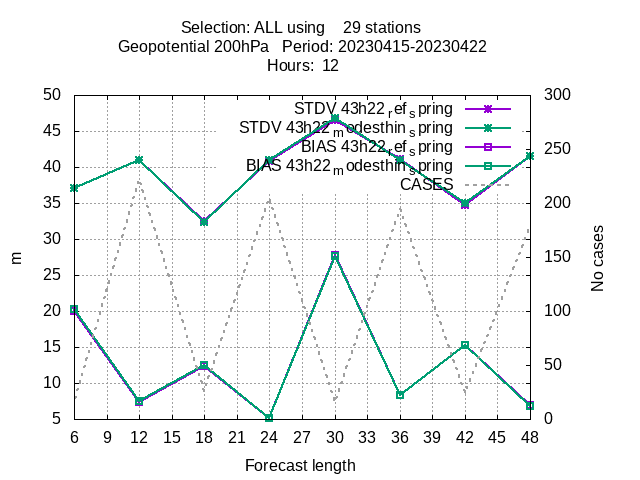 Selection: ALL using    29 stations
Geopotential 200hPa   Period: 20230415-20230422
Hours:  12
50
45
40
35
30
25
20
15
10
5
m
STDV 43h22_ref_spring
STDV 43h22_modesthin_spring
BIAS 43h22_ref_spring
BIAS 43h22_modesthin_spring
CASES
300
250
200
150
100
50
0
No cases
6 9 12 15 18 21 24 27 30 33 36 39 42 45 48
Forecast length